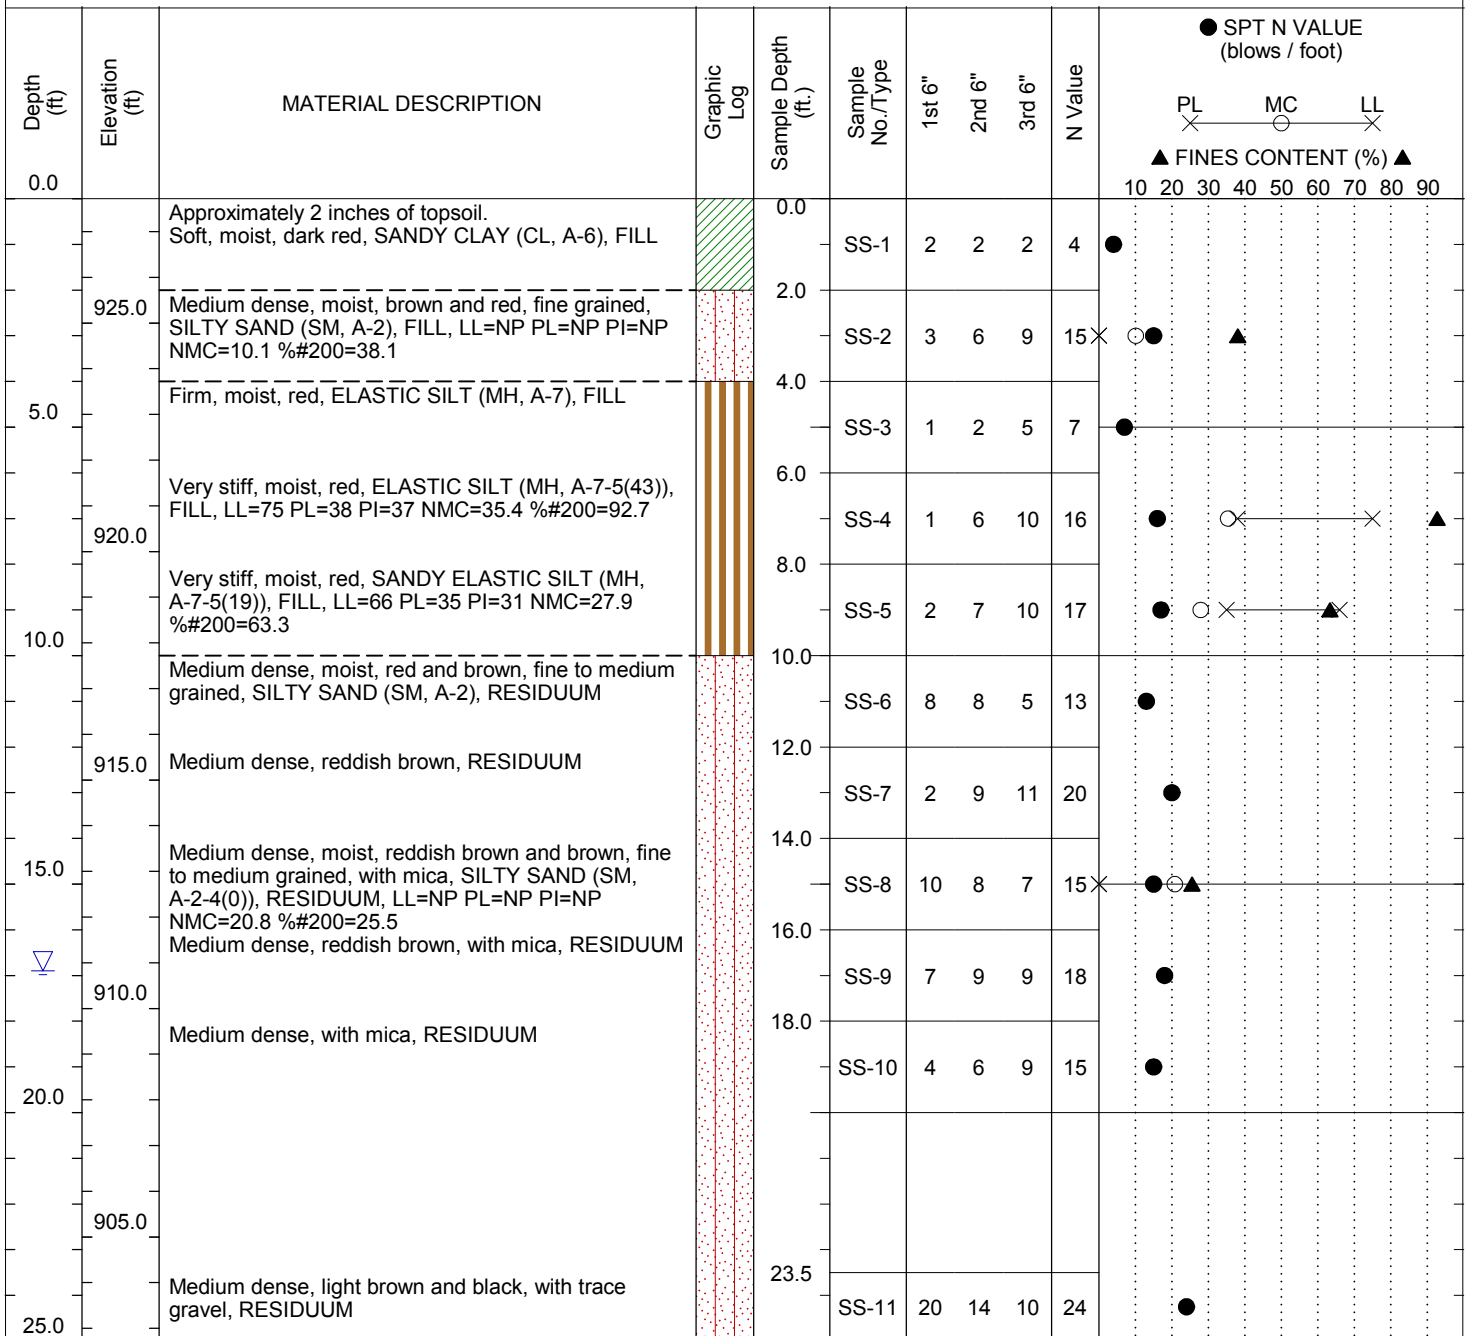 Depth (ft)
Elevation (ft)
MATERIAL DESCRIPTION
Graphic Log
Sample Depth (ft.)
Sample No./Type
1st 6"
2nd 6"
3rd 6"
N Value
SPT N VALUE
(blows / foot)
PL MC LL
FINES CONTENT (%)
10 20 30 40 50 60 70 80 90
0.0
Approximately 2 inches of topsoil.
Soft, moist, dark red, SANDY CLAY (CL, A-6), FILL
0.0
SS-1 2 2 2 4
2.0
925.0
Medium dense, moist, brown and red, fine grained,
SILTY SAND (SM, A-2), FILL, LL=NP PL=NP PI=NP
NMC=10.1 %#200=38.1
SS-2 3 6 9 15
4.0
Firm, moist, red, ELASTIC SILT (MH, A-7), FILL
5.0
SS-3 1 2 5 7
6.0
Very stiff, moist, red, ELASTIC SILT (MH, A-7-5(43)),
FILL, LL=75 PL=38 PI=37 NMC=35.4 %#200=92.7
SS-4 1 6 10 16
920.0
8.0
Very stiff, moist, red, SANDY ELASTIC SILT (MH,
A-7-5(19)), FILL, LL=66 PL=35 PI=31 NMC=27.9
%#200=63.3
SS-5 2 7 10 17
10.0
10.0
Medium dense, moist, red and brown, fine to medium
grained, SILTY SAND (SM, A-2), RESIDUUM
SS-6 8 8 5 13
12.0
915.0
Medium dense, reddish brown, RESIDUUM
SS-7 2 9 11 20
14.0
Medium dense, moist, reddish brown and brown, fine
to medium grained, with mica, SILTY SAND (SM,
A-2-4(0)), RESIDUUM, LL=NP PL=NP PI=NP
NMC=20.8 %#200=25.5
15.0
SS-8 10 8 7 15
16.0
Medium dense, reddish brown, with mica, RESIDUUM
SS-9 7 9 9 18
910.0
18.0
Medium dense, with mica, RESIDUUM
SS-10 4 6 9 15
20.0
905.0
23.5
Medium dense, light brown and black, with trace
gravel, RESIDUUM
SS-11 20 14 10 24
25.0